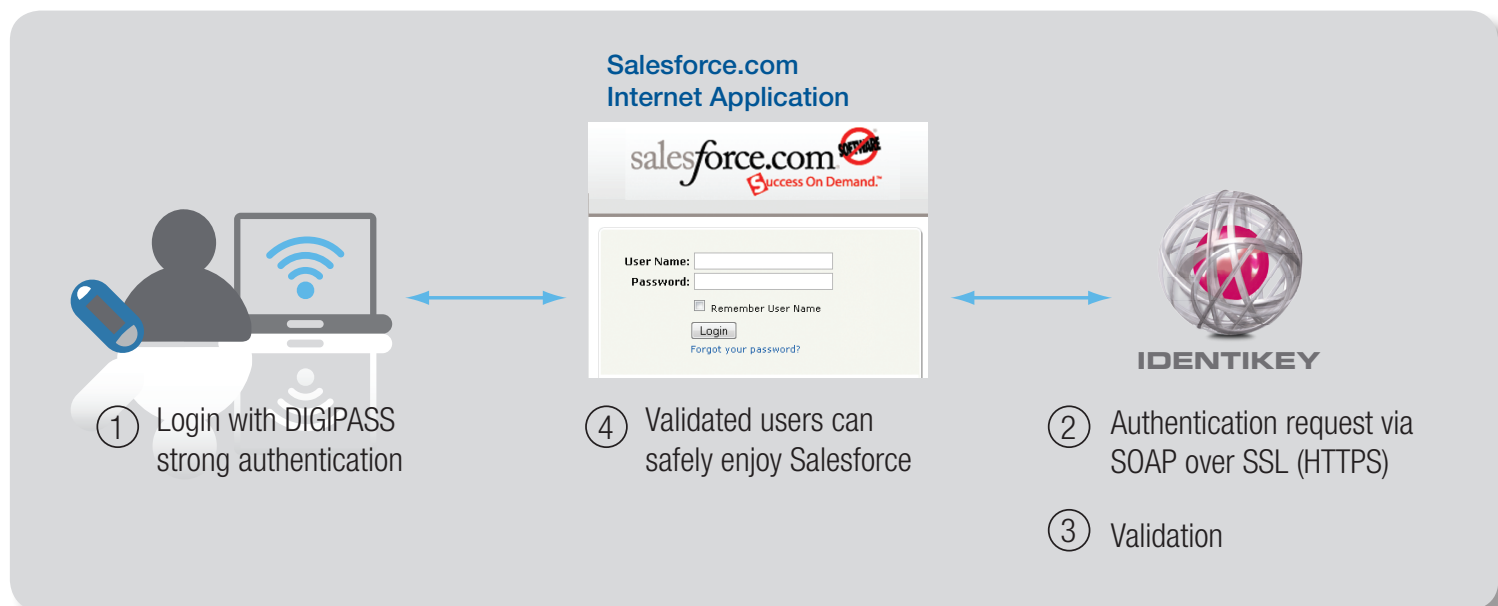 Salesforce.com
Internet Application
salesforce.com
SOFTWARE
Success On Demand.™
User Name:
Password:
Remember User Name
Login
Forgot your password?
IDENTIKEY
1 Login with DIGIPASS
strong authentication
4 Validated users can
safely enjoy Salesforce
2 Authentication request via
SOAP over SSL (HTTPS)
3 Validation